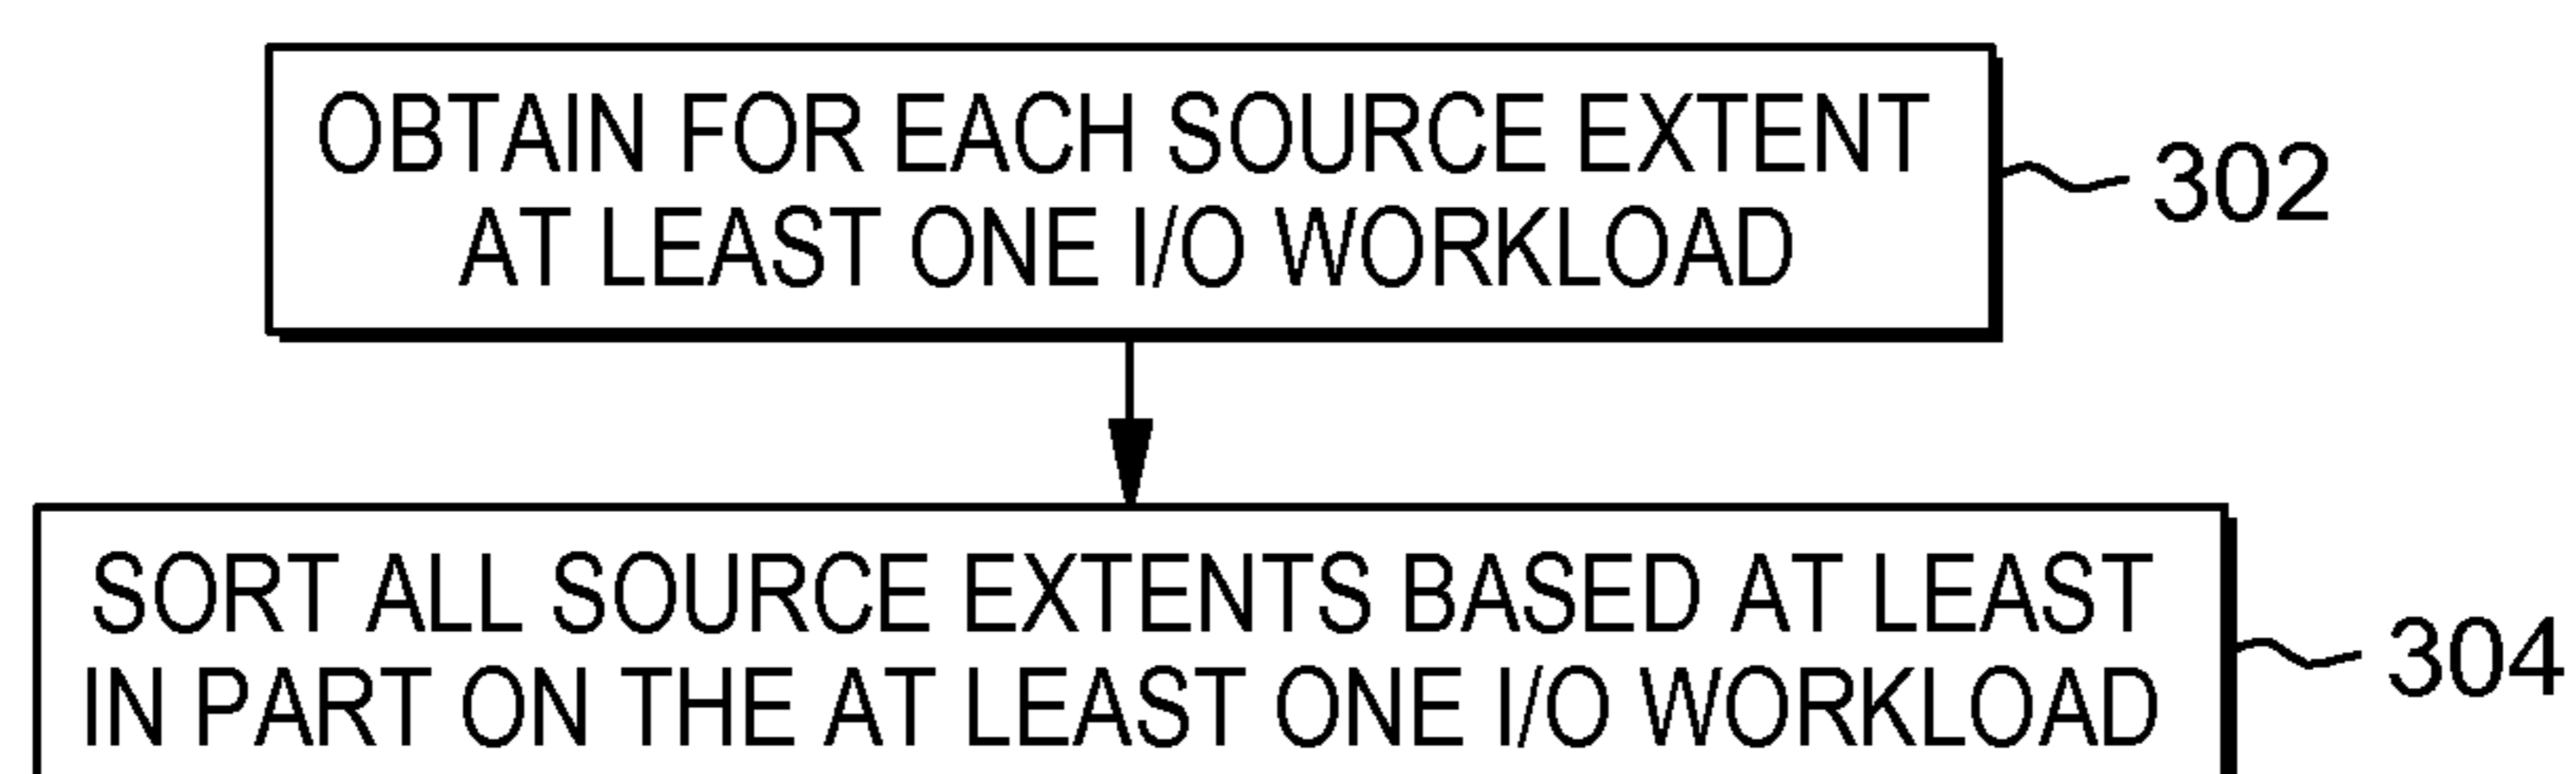 OBTAIN FOR EACH SOURCE EXTENT
AT LEAST ONE I/O WORKLOAD
302
SORT ALL SOURCE EXTENTS BASED AT LEAST
IN PART ON THE AT LEAST ONE I/O WORKLOAD
304